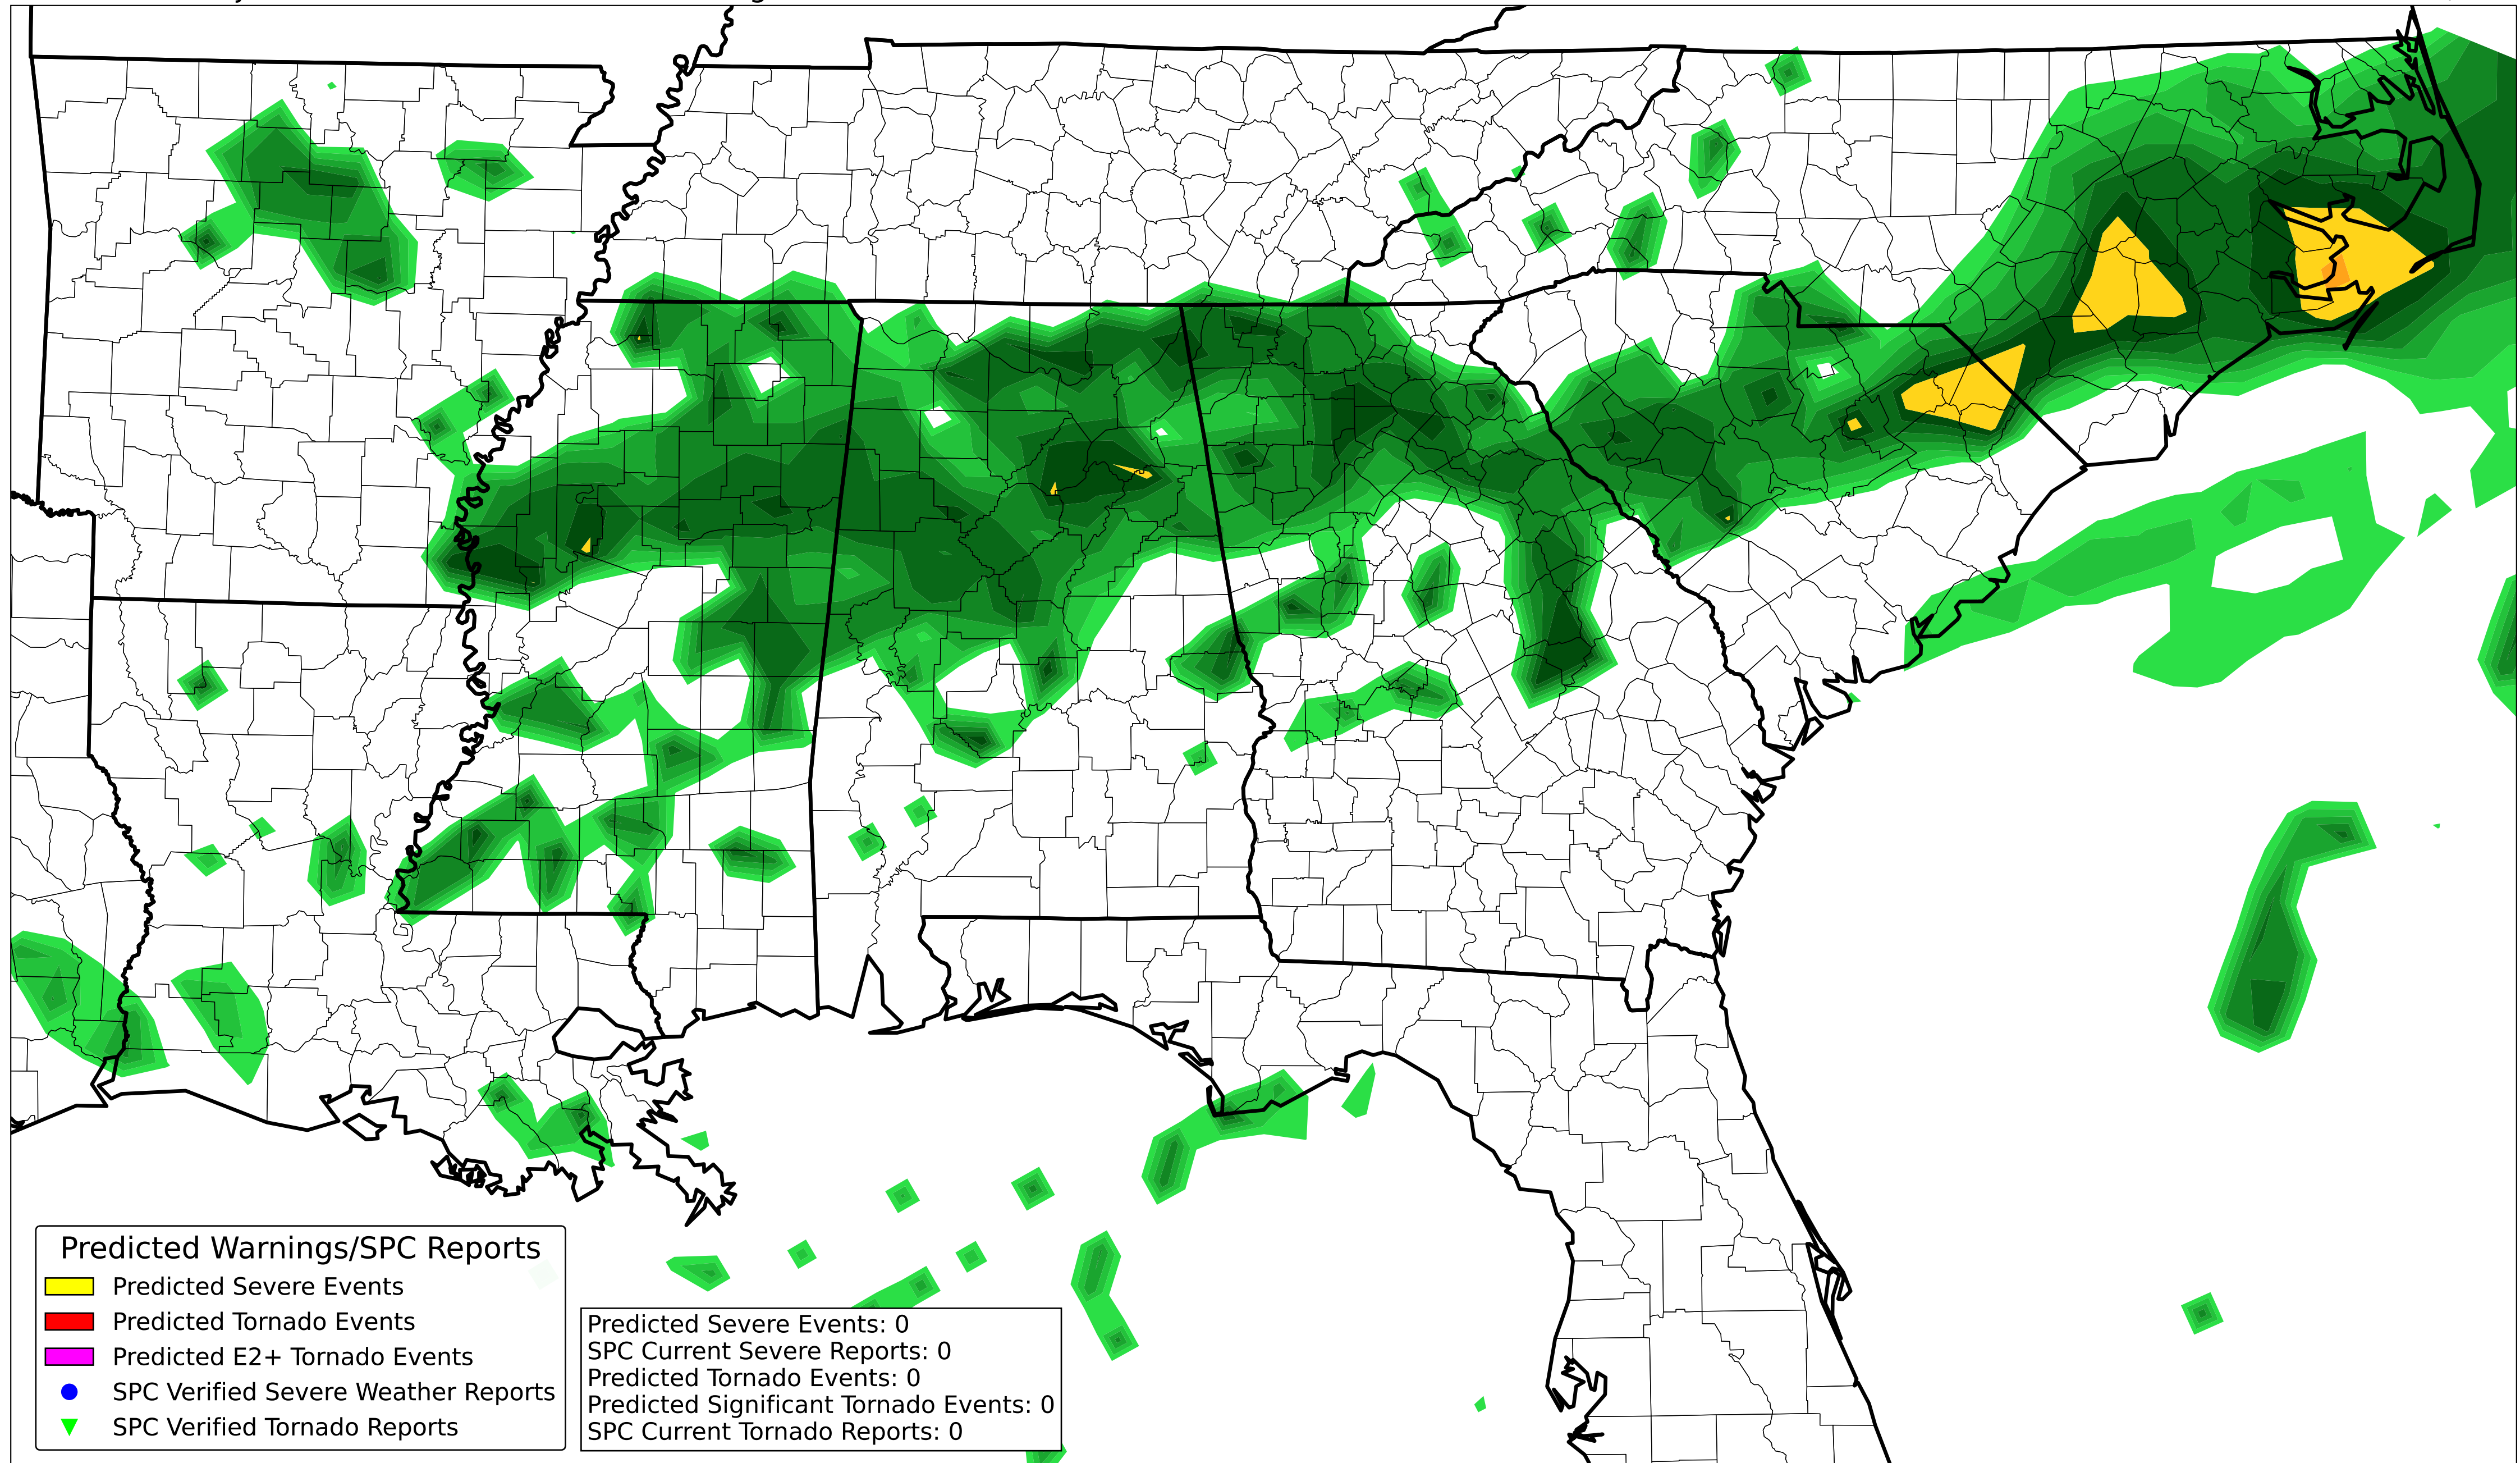 Predicted Warnings/SPC Reports
Predicted Severe Events
Predicted Tornado Events
Predicted E2+ Tornado Events
SPC Verified Severe Weather Reports
SPC Verified Tornado Reports
Predicted Severe Events: 0
SPC Current Severe Reports: 0
Predicted Tornado Events: 0
Predicted Significant Tornado Events: 0
SPC Current Tornado Reports: 0